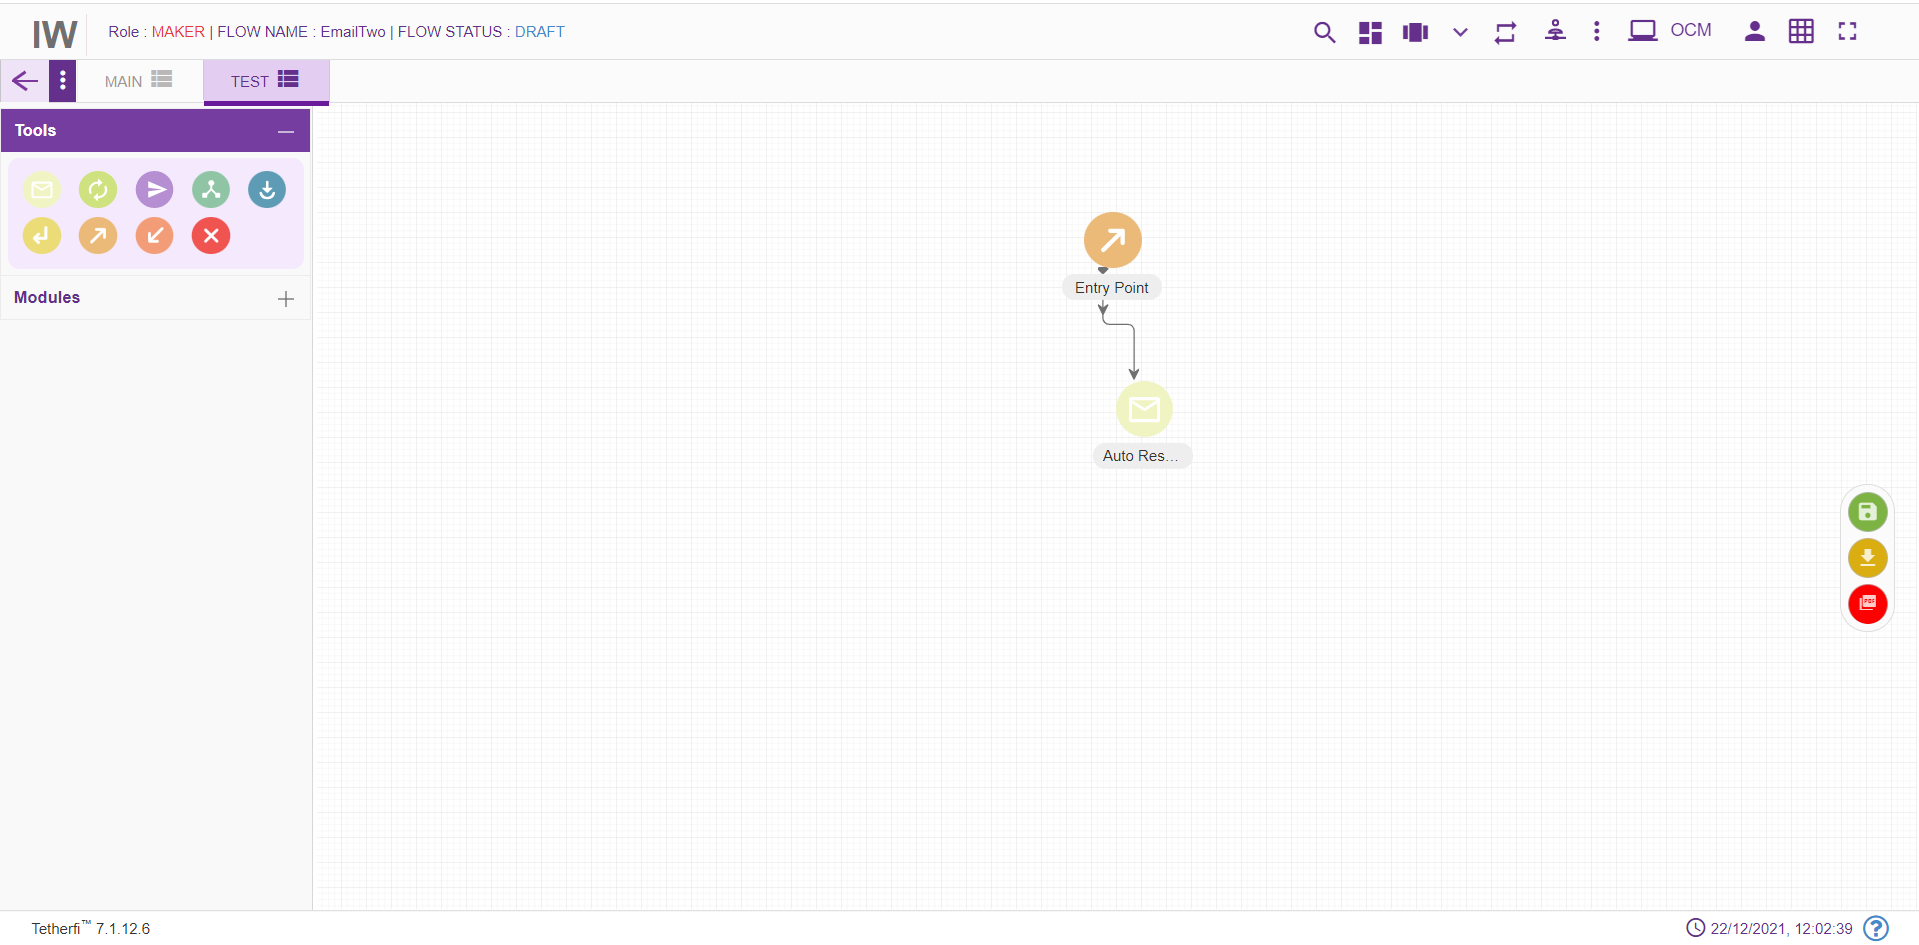 IW
Role : MAKER | FLOW NAME : EmailTwo | FLOW STATUS : DRAFT
OCM
MAIN
TEST
Tools
Modules
Entry Point
Auto Res...
PDF
Tetherfi™ 7.1.12.6
22/12/2021, 12:02:39
?